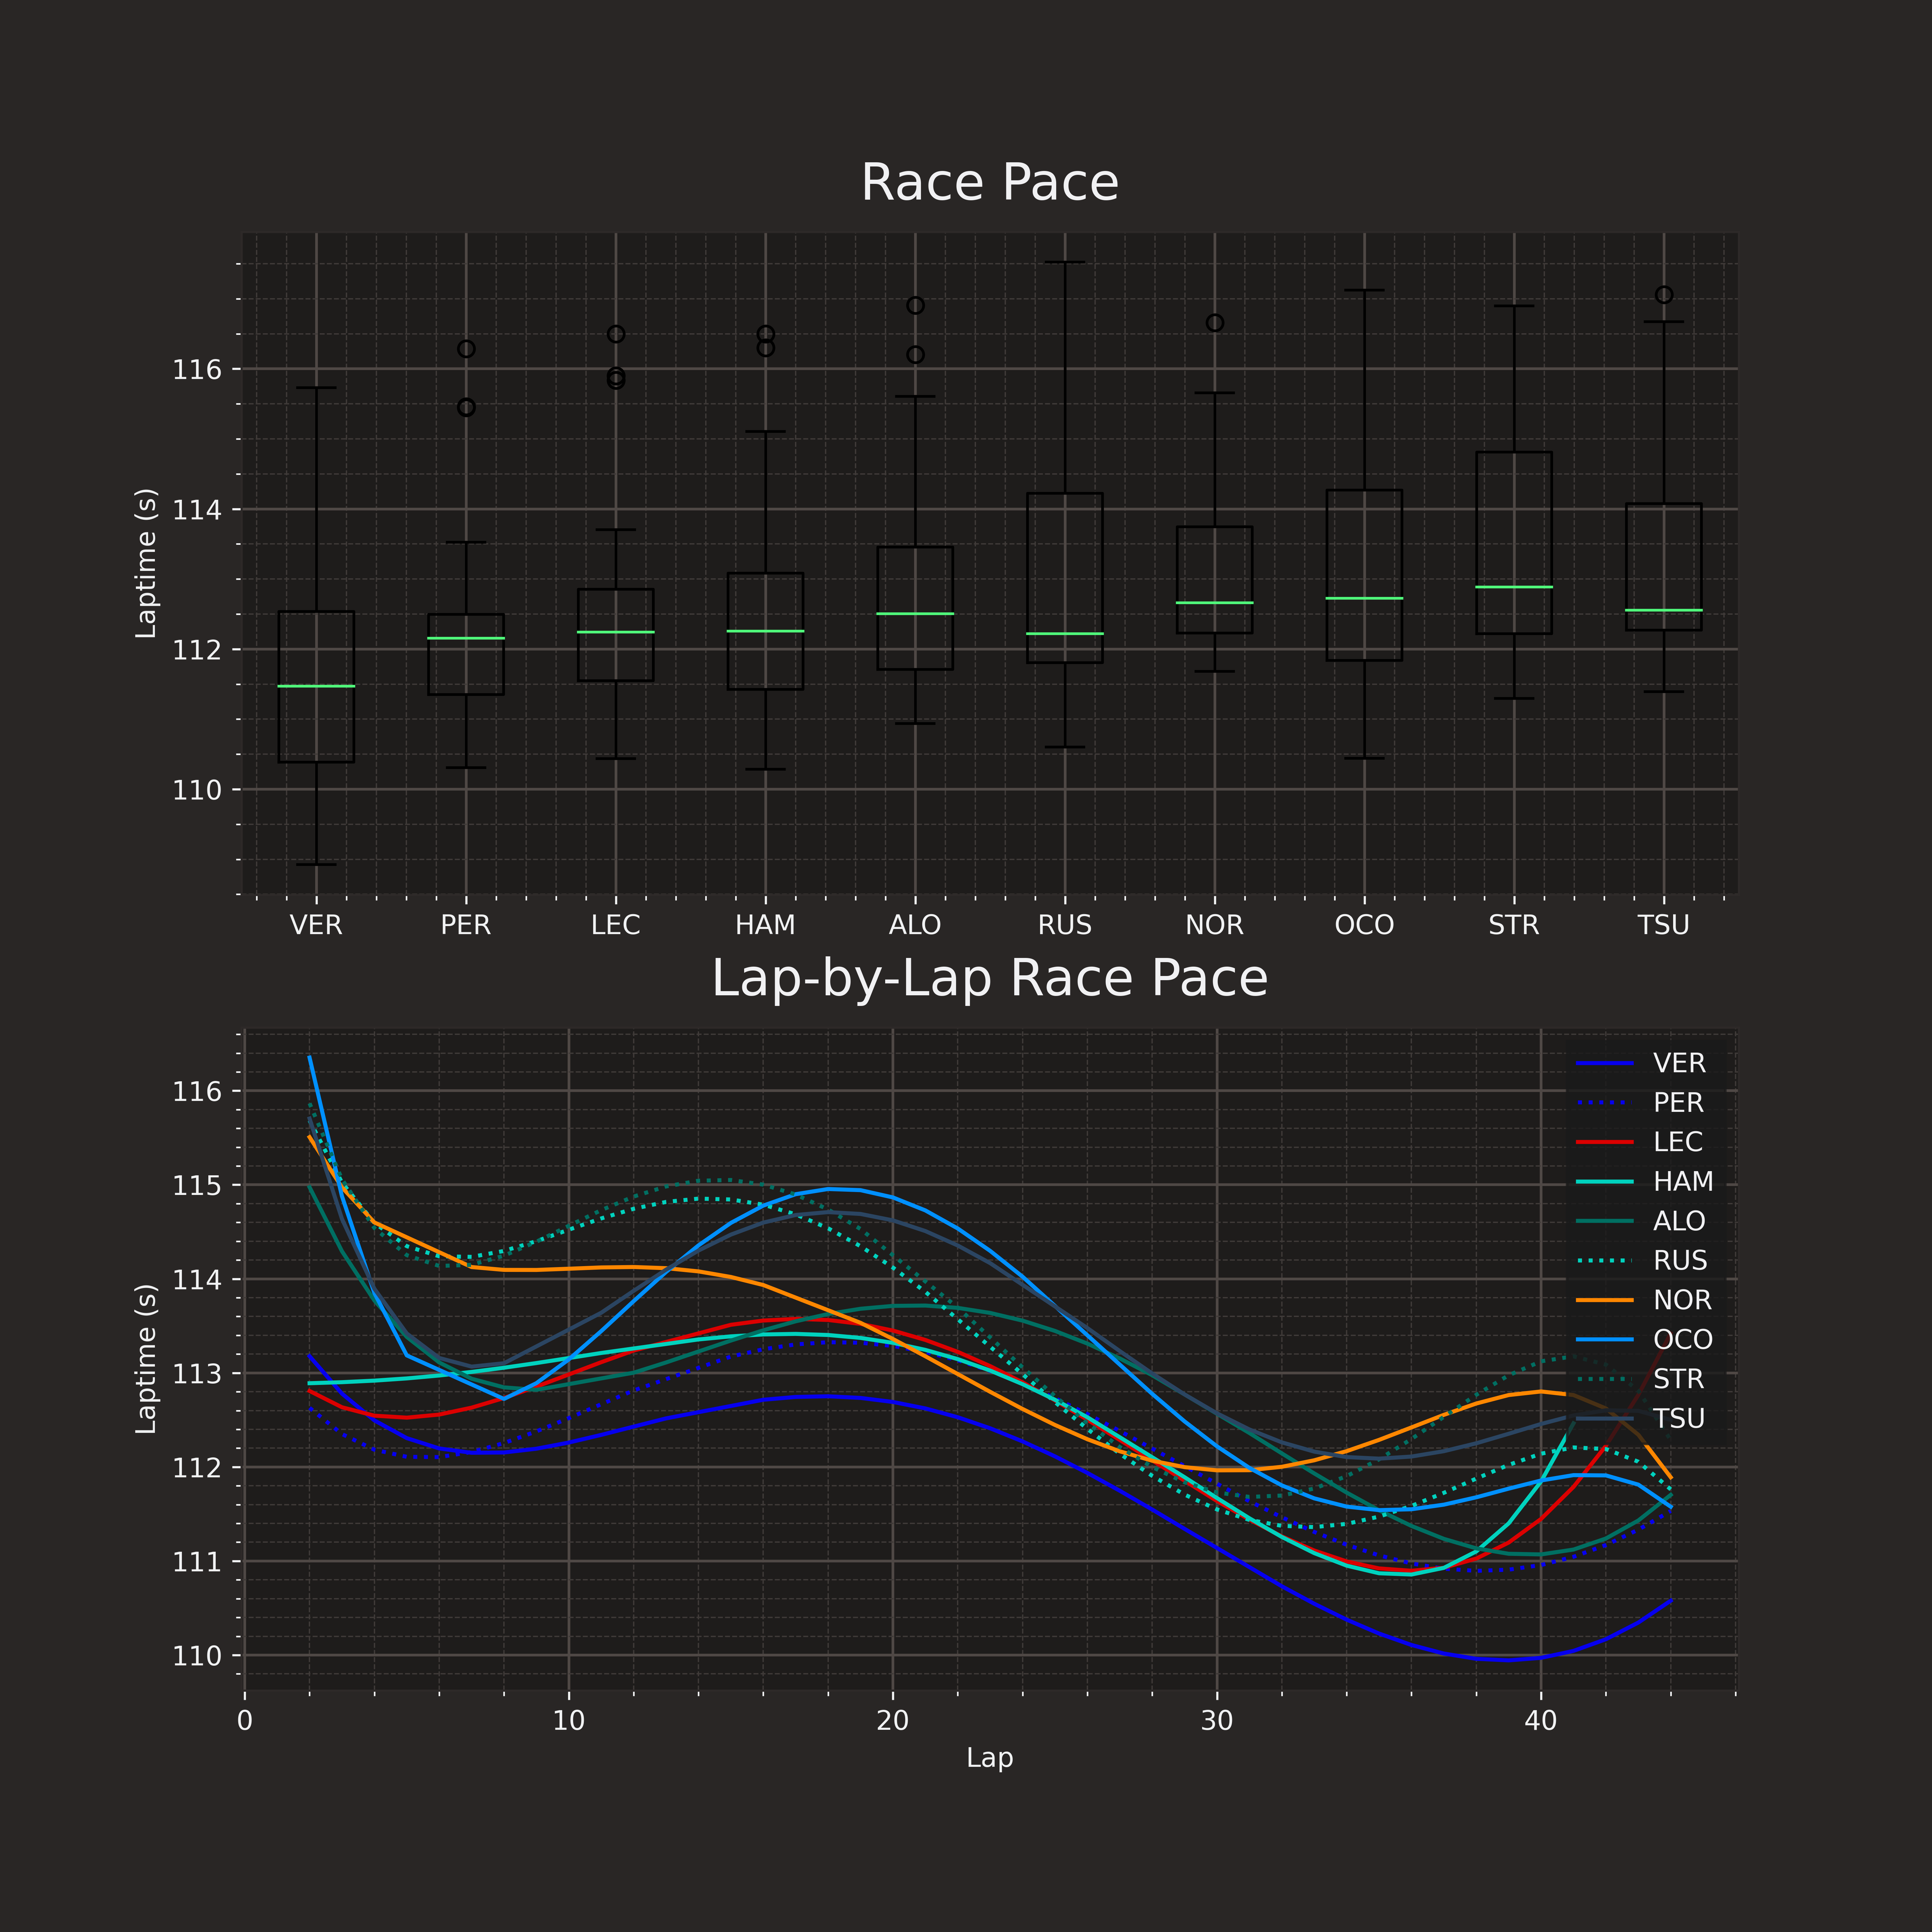 Race Pace
Laptime (s)
116
114
112
110
VER PER LEC HAM ALO RUS NOR OCO STR TSU
Lap-by-Lap Race Pace
Laptime (s)
116
115
114
113
112
111
110
VER
PER
LEC
HAM
ALO
RUS
NOR
OCO
STR
TSU
0 10 20 30 40
Lap